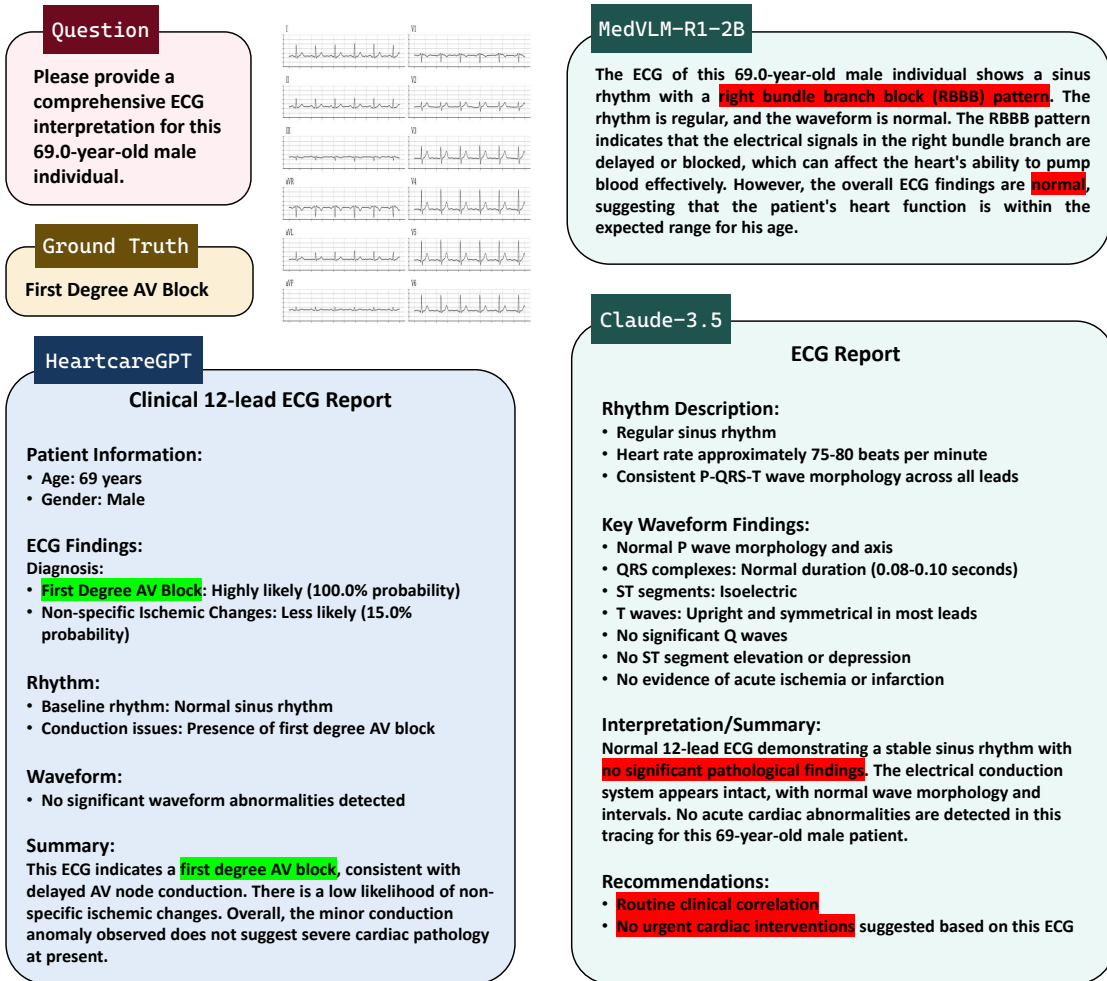 Question
Please provide a
comprehensive ECG
interpretation for this
69.0-year-old male
individual.
Ground Truth
First Degree AV Block
I
V1
II
V2
III
V3
aVR
V4
aVL
V5
aVF
V6
MedVLM-R1-2B
The ECG of this 69.0-year-old male individual shows a sinus
rhythm with a right bundle branch block (RBBB) pattern. The
rhythm is regular, and the waveform is normal. The RBBB pattern
indicates that the electrical signals in the right bundle branch are
delayed or blocked, which can affect the heart's ability to pump
blood effectively. However, the overall ECG findings are normal,
suggesting that the patient's heart function is within the
expected range for his age.
HeartcareGPT
Clinical 12-lead ECG Report
Patient Information:
• Age: 69 years
• Gender: Male
ECG Findings:
Diagnosis:
• First Degree AV Block: Highly likely (100.0% probability)
• Non-specific Ischemic Changes: Less likely (15.0%
probability)
Rhythm:
• Baseline rhythm: Normal sinus rhythm
• Conduction issues: Presence of first degree AV block
Waveform:
• No significant waveform abnormalities detected
Summary:
This ECG indicates a first degree AV block, consistent with
delayed AV node conduction. There is a low likelihood of non-
specific ischemic changes. Overall, the minor conduction
anomaly observed does not suggest severe cardiac pathology
at present.
Claude-3.5
ECG Report
Rhythm Description:
• Regular sinus rhythm
• Heart rate approximately 75-80 beats per minute
• Consistent P-QRS-T wave morphology across all leads
Key Waveform Findings:
• Normal P wave morphology and axis
• QRS complexes: Normal duration (0.08-0.10 seconds)
• ST segments: Isoelectric
• T waves: Upright and symmetrical in most leads
• No significant Q waves
• No ST segment elevation or depression
• No evidence of acute ischemia or infarction
Interpretation/Summary:
Normal 12-lead ECG demonstrating a stable sinus rhythm with
no significant pathological findings. The electrical conduction
system appears intact, with normal wave morphology and
intervals. No acute cardiac abnormalities are detected in this
tracing for this 69-year-old male patient.
Recommendations:
• Routine clinical correlation
• No urgent cardiac interventions suggested based on this ECG